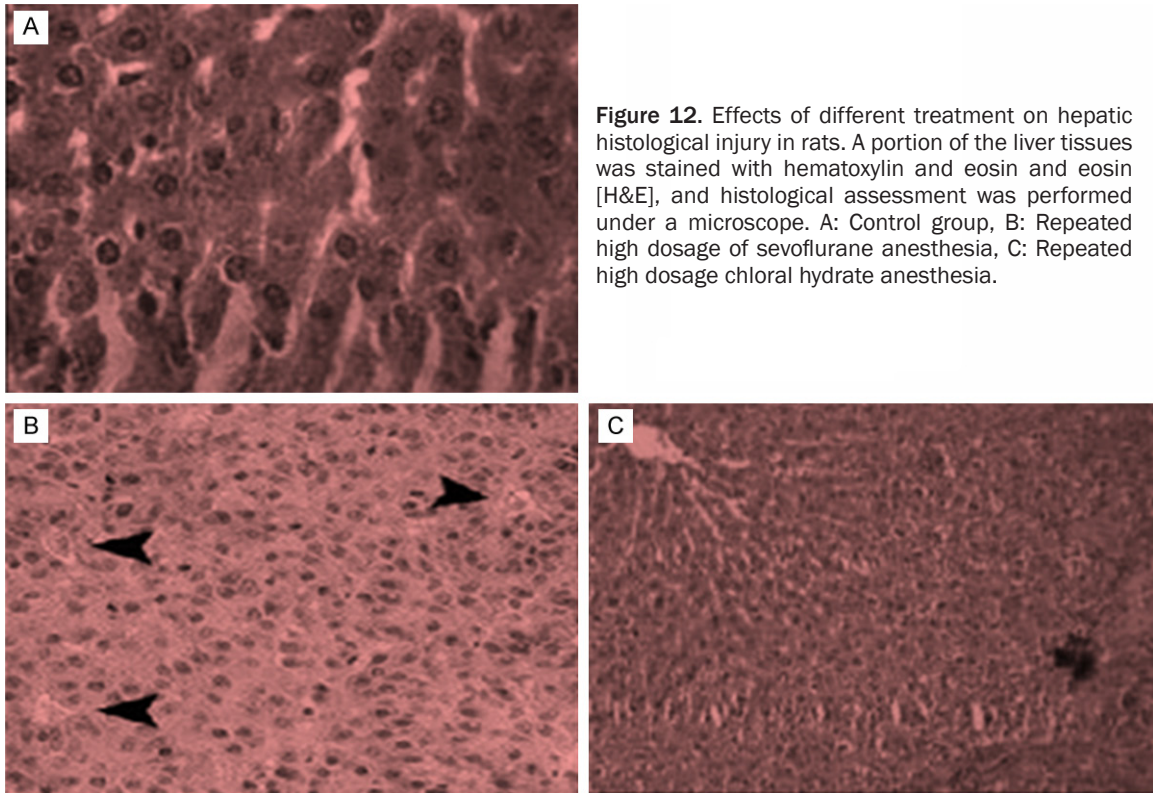 A
Figure 12. Effects of different treatment on hepatic
histological injury in rats. A portion of the liver tissues
was stained with hematoxylin and eosin and eosin
[H&E], and histological assessment was performed
under a microscope. A: Control group, B: Repeated
high dosage of sevoflurane anesthesia, C: Repeated
high dosage chloral hydrate anesthesia.
B
C